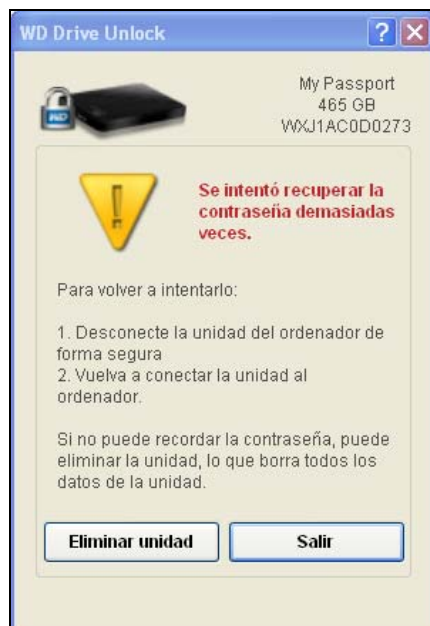 WD Drive Unlock
My Passport
465 GB
WXJ1AC0D0273
WD
Se intentó recuperar la
contraseña demasiadas
veces.
Para volver a intentarlo:
1. Desconecte la unidad del ordenador de
forma segura
2. Vuelva a conectar la unidad al
ordenador.
Si no puede recordar la contraseña, puede
eliminar la unidad, lo que borra todos los
datos de la unidad.
Eliminar unidad
Salir